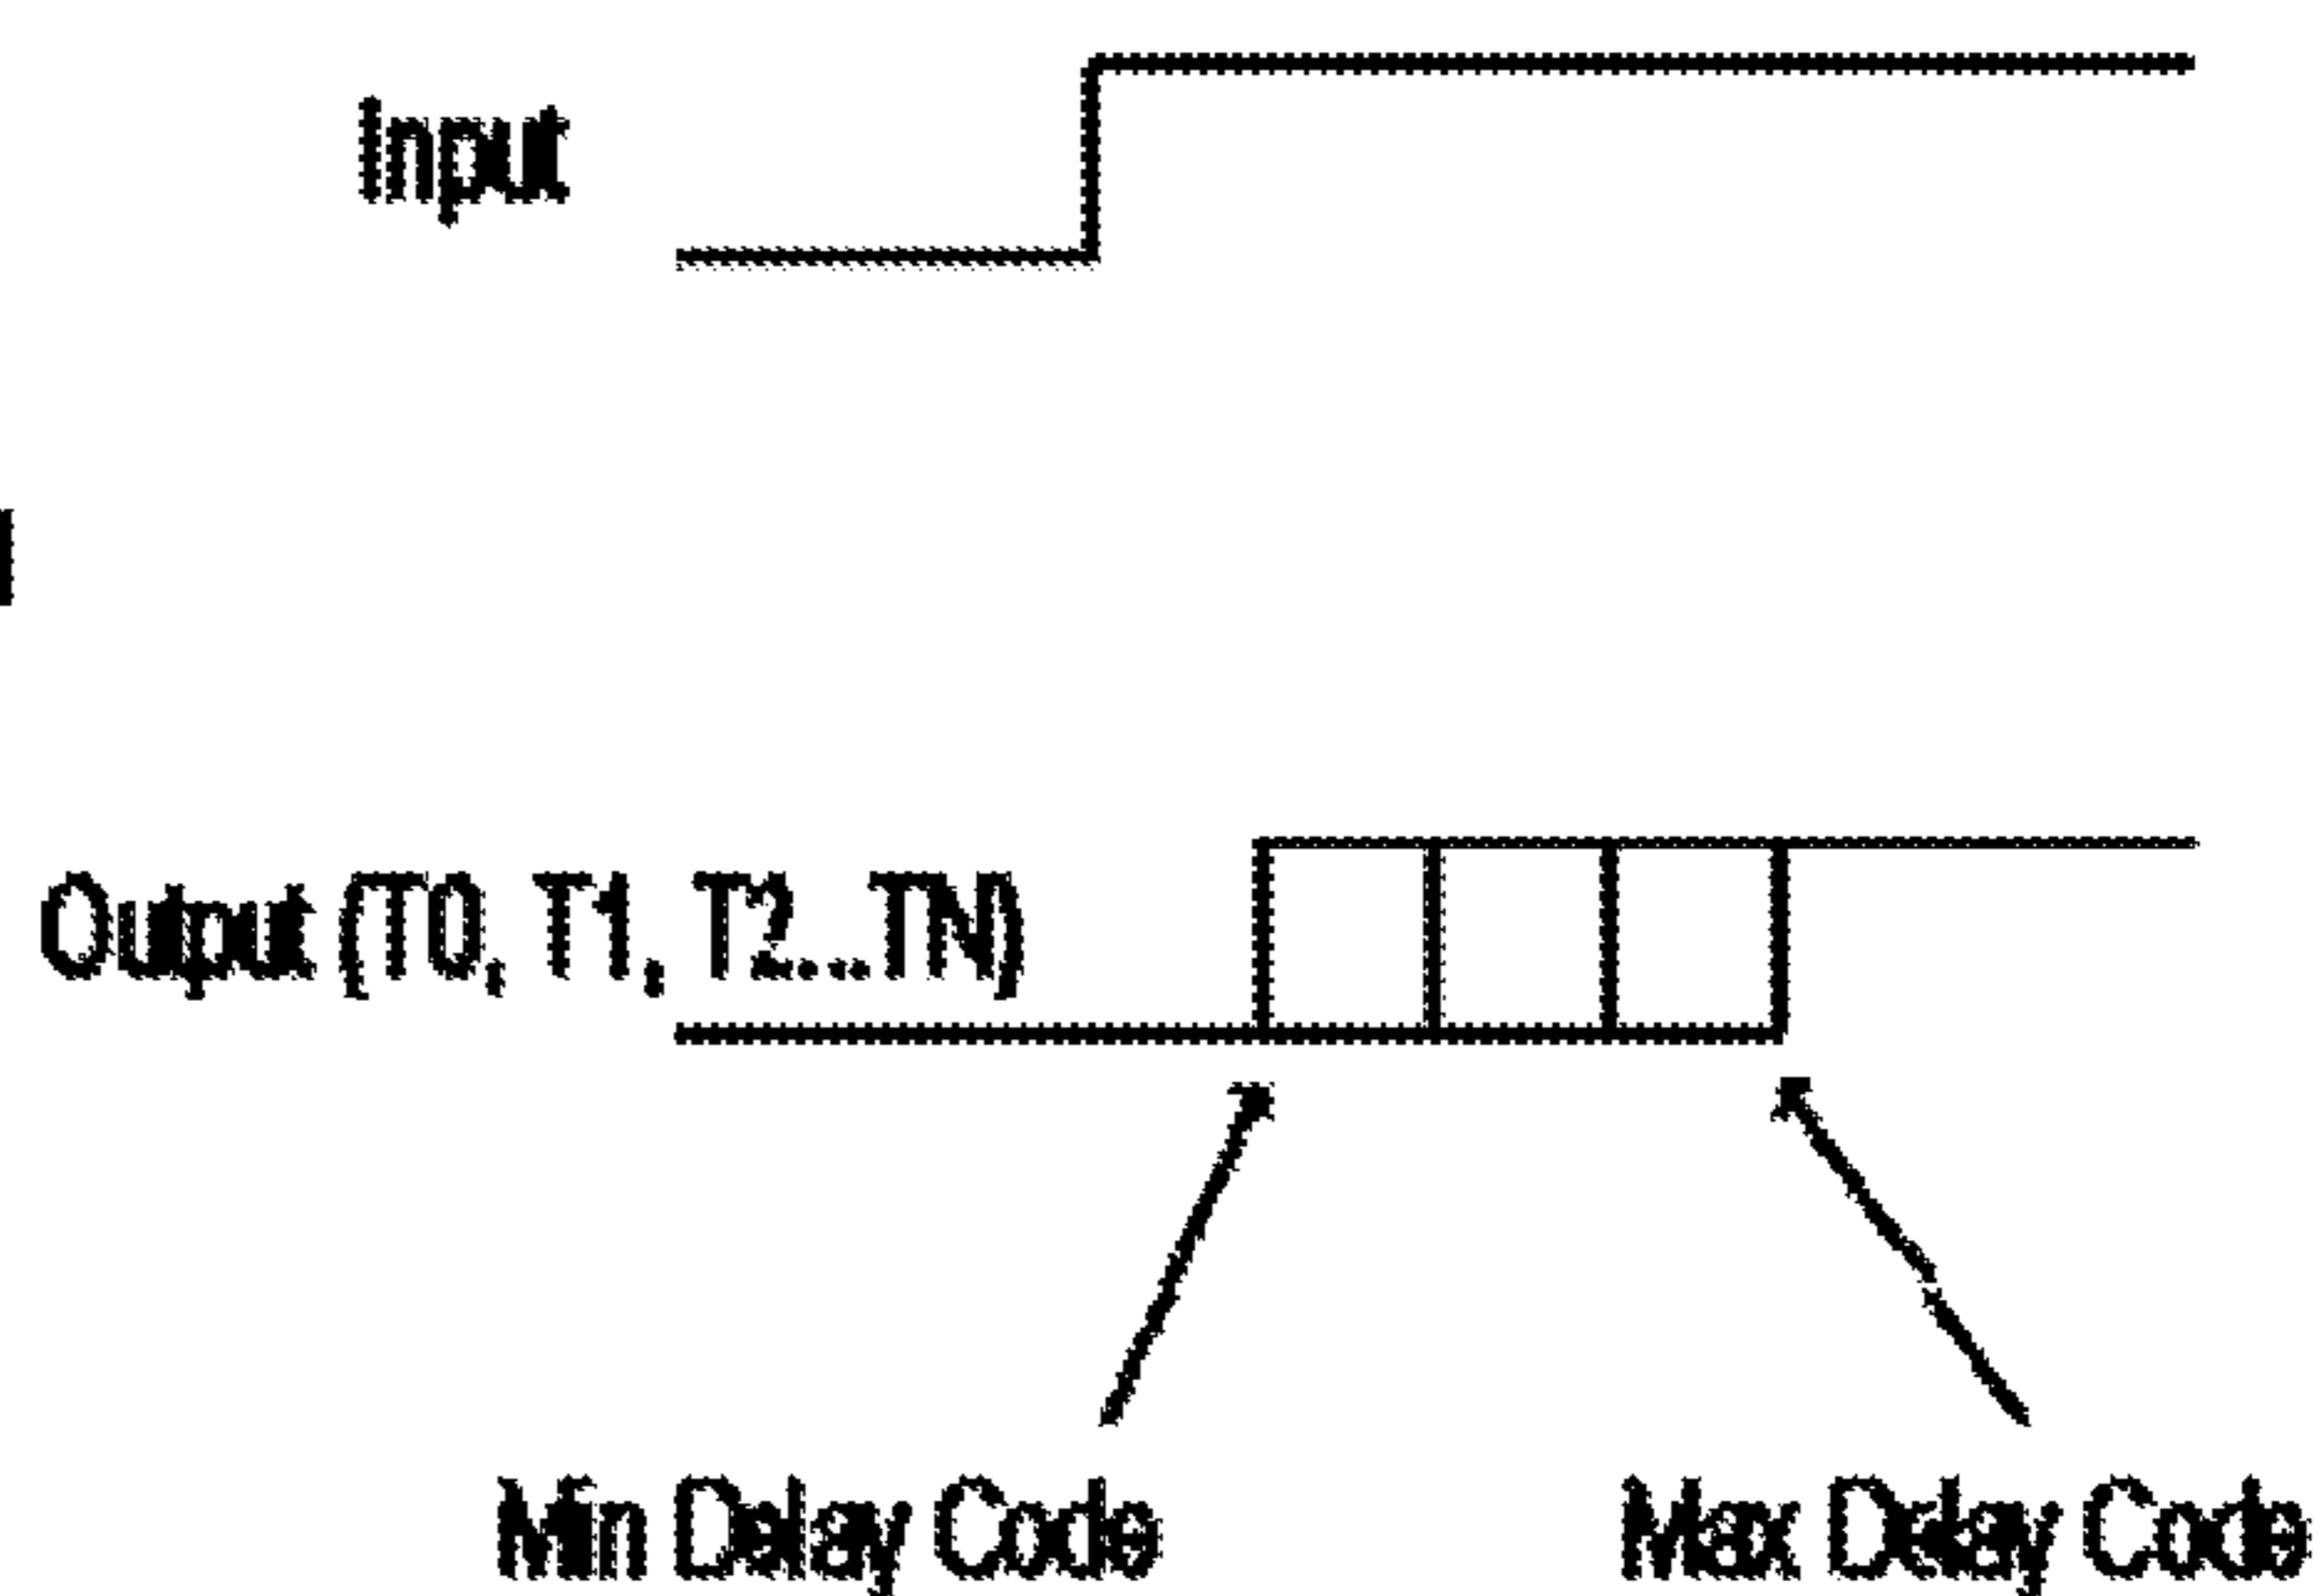 Input
Output (T0, T1, T2...TN)
Min Delay Code
Max Delay Code